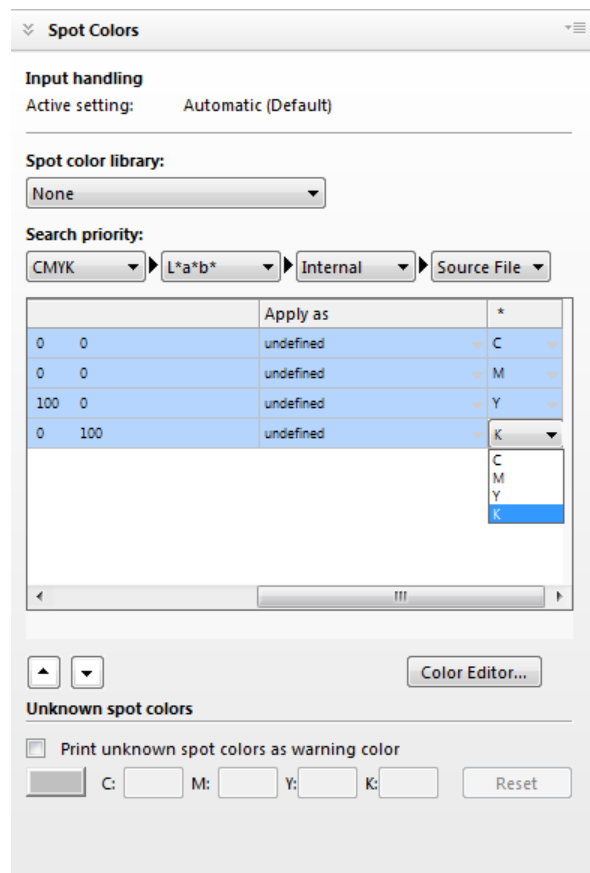 Spot Colors
Input handling
Active setting: Automatic (Default)
Spot color library:
None
Search priority:
CMYK L*a*b* Internal Source File
Apply as *
0 0 undefined C
0 0 undefined M
100 0 undefined Y
0 100 undefined K
C
M
Y
K
Color Editor...
Unknown spot colors
Print unknown spot colors as warning color
C: M: Y: K: Reset